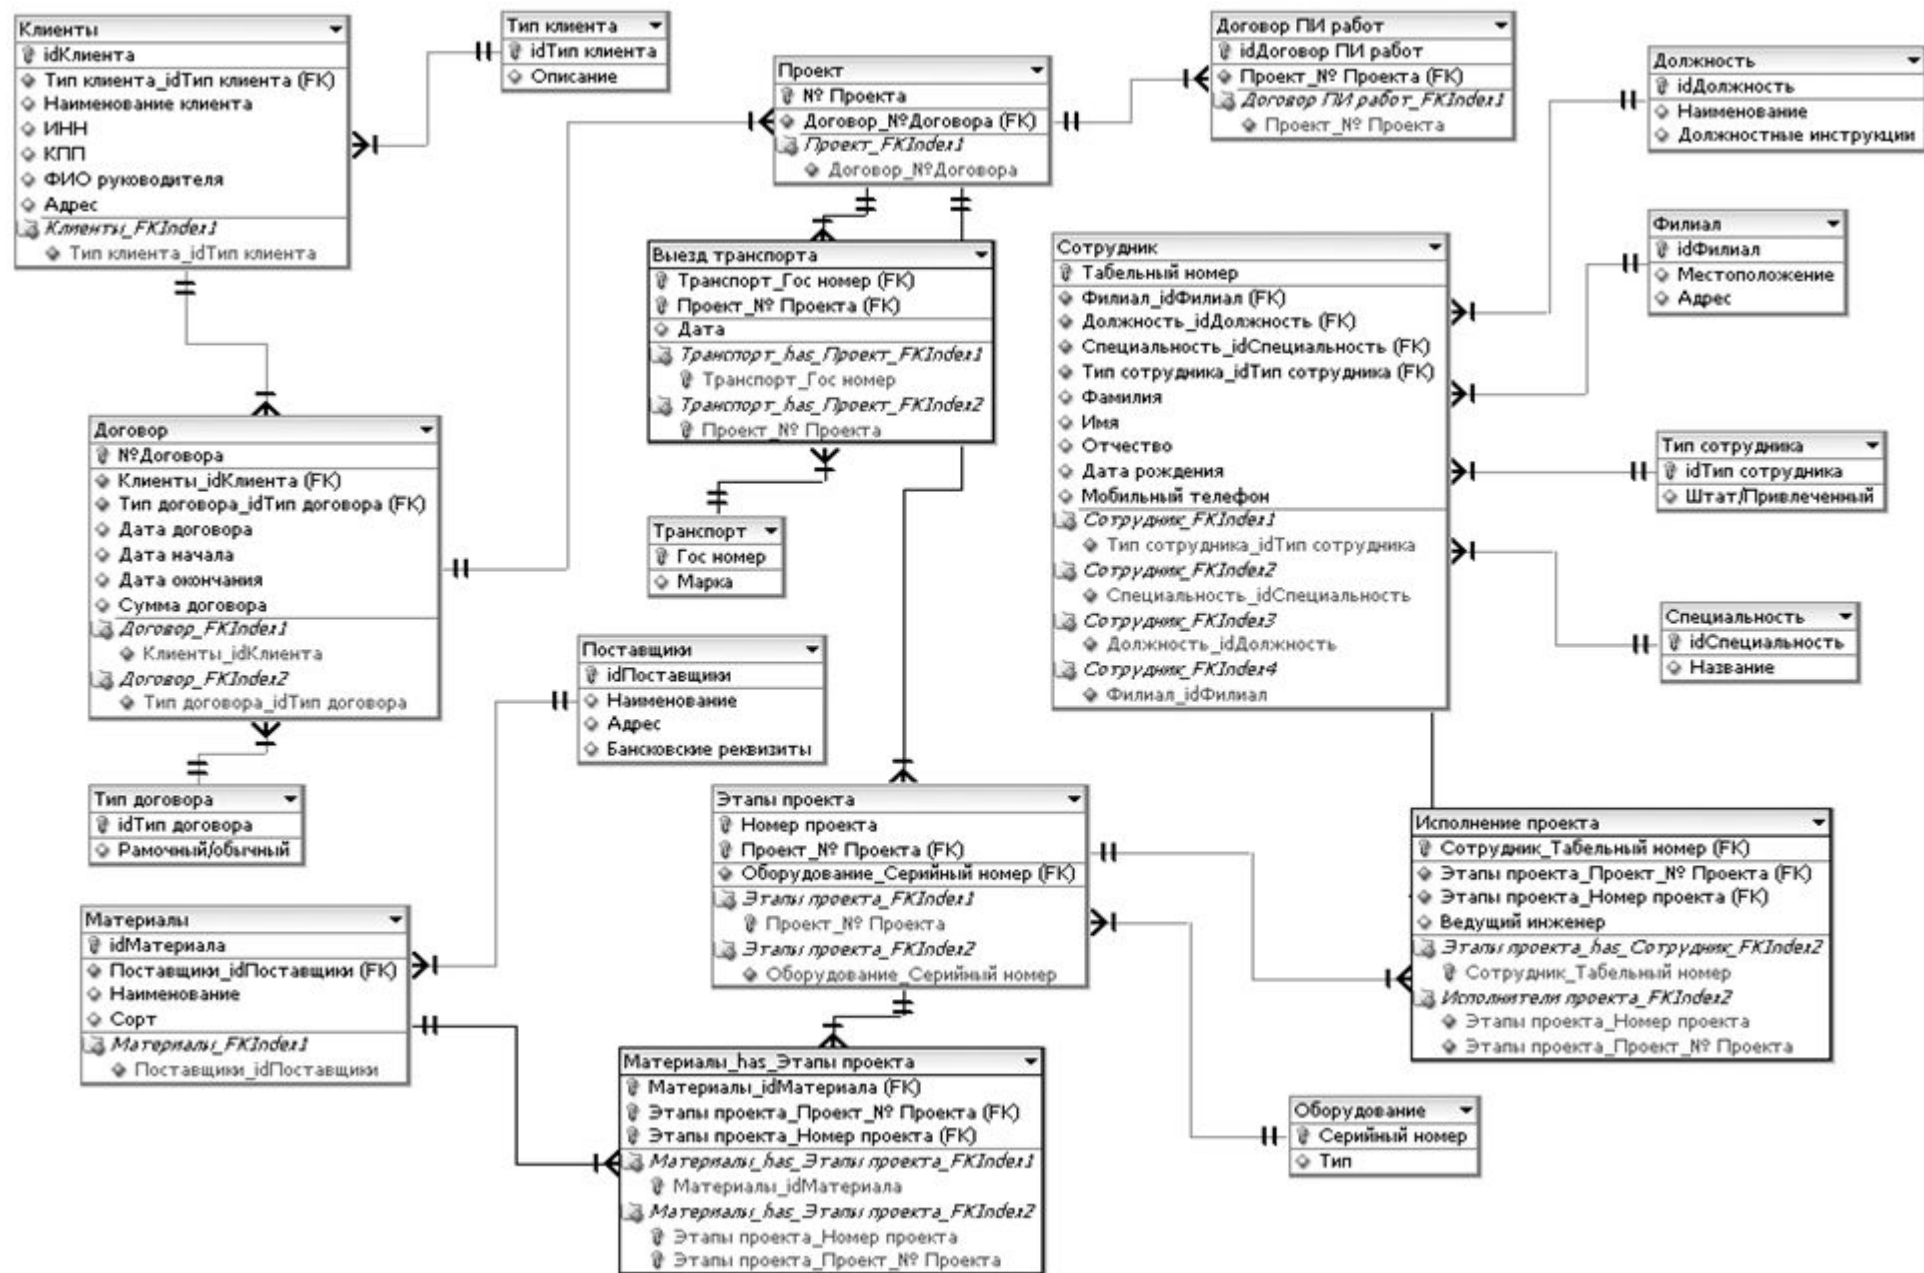 Клиенты
idКлиента
Тип клиента_idТип клиента (FK)
Наименование клиента
ИНН
КПП
ФИО руководителя
Адрес
Клиенты_FKIndex1
Тип клиента_idТип клиента
Тип клиента
idТип клиента
Описание
Проект
№ Проекта
Договор_№Договора (FK)
Проект_FKIndex1
Договор_№Договора
Договор ПИ работ
idДоговор ПИ работ
Проект_№ Проекта (FK)
Договор ПИ работ_FKIndex1
Проект_№ Проекта
Должность
idДолжность
Наименование
Должностные инструкции
Выезд транспорта
Транспорт_Гос номер (FK)
Проект_№ Проекта (FK)
Дата
Транспорт_has_Проект_FKIndex1
Транспорт_Гос номер
Транспорт_has_Проект_FKIndex2
Проект_№ Проекта
Сотрудник
Табельный номер
Филиал_idФилиал (FK)
Должность_idДолжность (FK)
Специальность_idСпециальность (FK)
Тип сотрудника_idТип сотрудника (FK)
Фамилия
Имя
Отчество
Дата рождения
Мобильный телефон
Сотрудник_FKIndex1
Тип сотрудника_idТип сотрудника
Сотрудник_FKIndex2
Специальность_idСпециальность
Сотрудник_FKIndex3
Должность_idДолжность
Сотрудник_FKIndex4
Филиал_idФилиал
Филиал
idФилиал
Местоположение
Адрес
Тип сотрудника
idТип сотрудника
Штат/Привлеченный
Специальность
idСпециальность
Название
Договор
№Договора
Клиенты_idКлиента (FK)
Тип договора_idТип договора (FK)
Дата договора
Дата начала
Дата окончания
Сумма договора
Договор_FKIndex1
Клиенты_idКлиента
Договор_FKIndex2
Тип договора_idТип договора
Транспорт
Гос номер
Марка
Поставщики
idПоставщики
Наименование
Адрес
Бансковские реквизиты
Тип договора
idТип договора
Рамочный/обычный
Этапы проекта
Номер проекта
Проект_№ Проекта (FK)
Оборудование_Серийный номер (FK)
Этапы проекта_FKIndex1
Проект_№ Проекта
Этапы проекта_FKIndex2
Оборудование_Серийный номер
Исполнение проекта
Сотрудник_Табельный номер (FK)
Этапы проекта_Проект_№ Проекта (FK)
Этапы проекта_Номер проекта (FK)
Ведущий инженер
Этапы проекта_has_Сотрудник_FKIndex2
Сотрудник_Табельный номер
Исполнители проекта_FKIndex2
Этапы проекта_Номер проекта
Этапы проекта_Проект_№ Проекта
Материалы
idМатериала
Поставщики_idПоставщики (FK)
Наименование
Сорт
Материалы_FKIndex1
Поставщики_idПоставщики
Материалы_has_Этапы проекта
Материалы_idМатериала (FK)
Этапы проекта_Проект_№ Проекта (FK)
Этапы проекта_Номер проекта (FK)
Материалы_has_Этапы проекта_FKIndex1
Материалы_idМатериала
Материалы_has_Этапы проекта_FKIndex2
Этапы проекта_Номер проекта
Этапы проекта_Проект_№ Проекта
Оборудование
Серийный номер
Тип